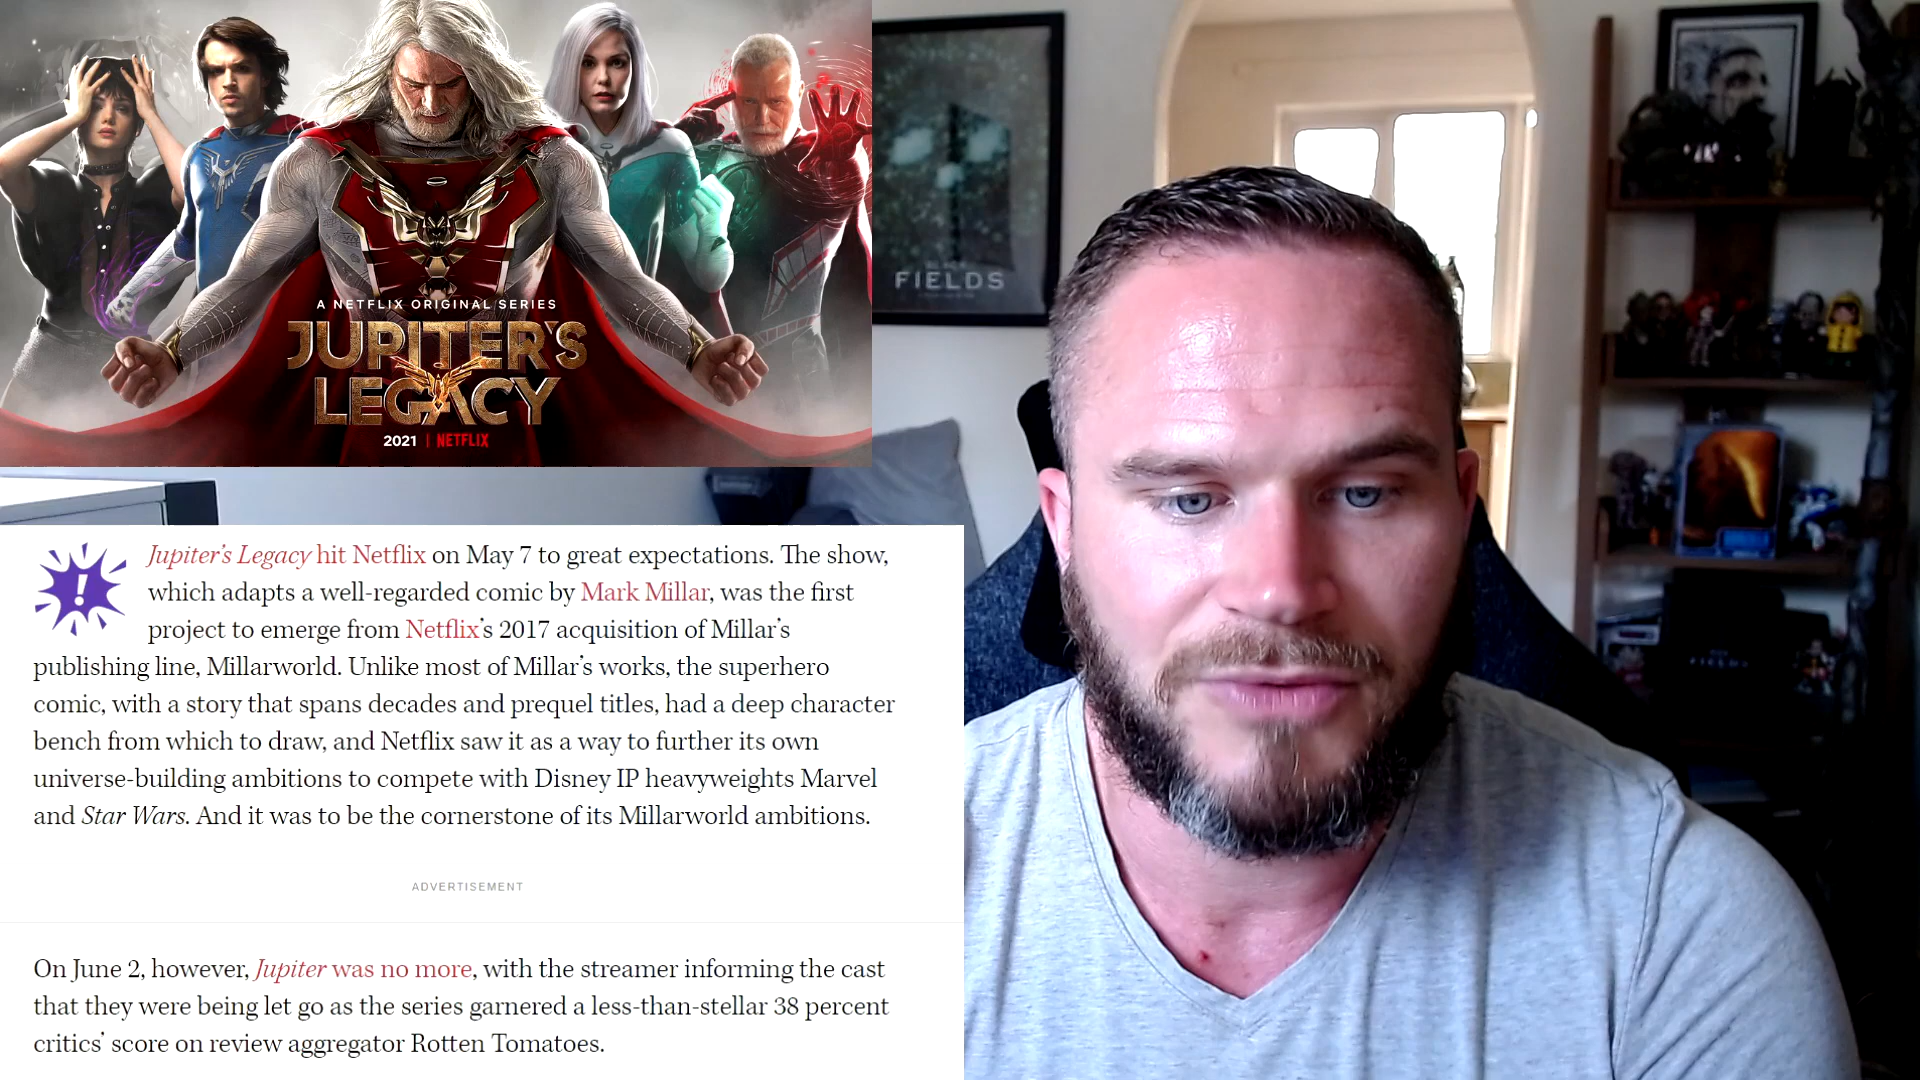 A NETFLIX ORIGINAL SERIES
JUPITER'S
LEGACY
2021 | NETFLIX
FIELDS
Jupiter's Legacy hit Netflix on May 7 to great expectations. The show,
which adapts a well-regarded comic by Mark Millar, was the first
project to emerge from Netflix's 2017 acquisition of Millar's
publishing line, Millarworld. Unlike most of Millar's works, the superhero
comic, with a story that spans decades and prequel titles, had a deep character
bench from which to draw, and Netflix saw it as a way to further its own
universe-building ambitions to compete with Disney IP heavyweights Marvel
and Star Wars. And it was to be the cornerstone of its Millarworld ambitions.
ADVERTISEMENT
On June 2, however, Jupiter was no more, with the streamer informing the cast
that they were being let go as the series garnered a less-than-stellar 38 percent
critics' score on review aggregator Rotten Tomatoes.